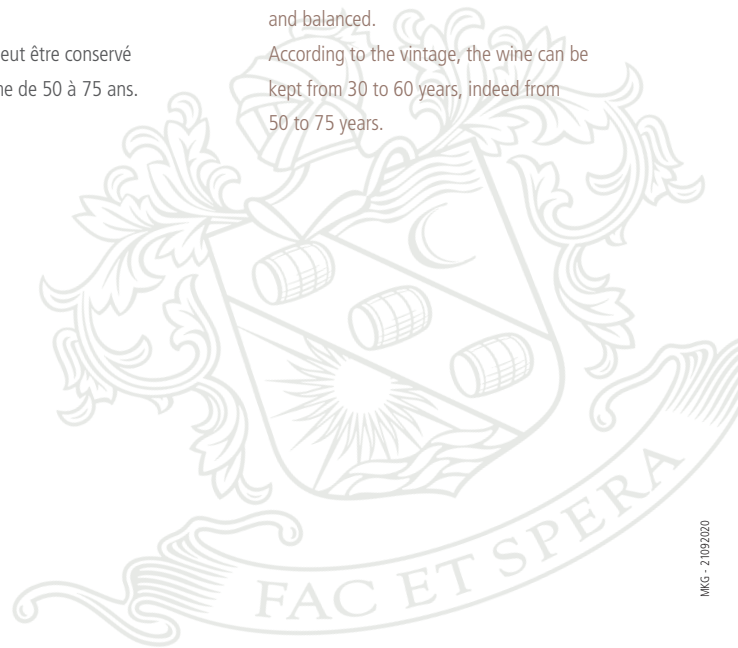 eut être conservé
ne de 50 à 75 ans.
and balanced.
According to the vintage, the wine can be
kept from 30 to 60 years, indeed from
50 to 75 years.
FAC ET SPERA
MKG - 21092020